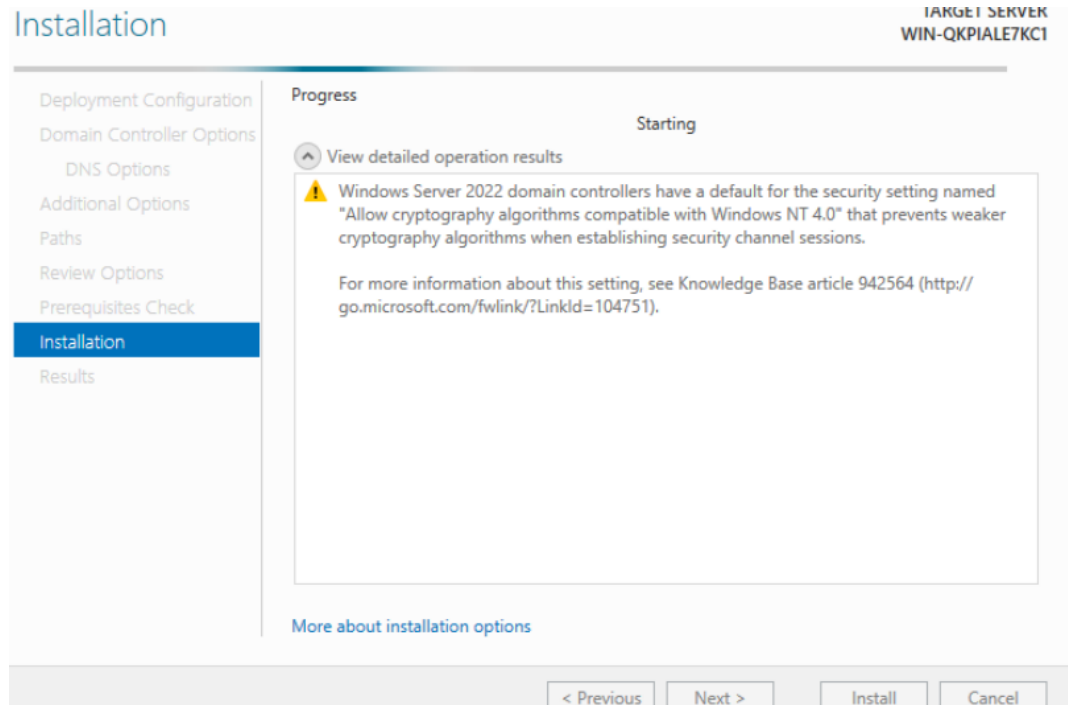 Installation
TARGET SERVER
WIN-QKPIALE7KC1
Deployment Configuration
Domain Controller Options
DNS Options
Additional Options
Paths
Review Options
Prerequisites Check
Installation
Results
Progress
Starting
View detailed operation results
Windows Server 2022 domain controllers have a default for the security setting named
"Allow cryptography algorithms compatible with Windows NT 4.0" that prevents weaker
cryptography algorithms when establishing security channel sessions.
For more information about this setting, see Knowledge Base article 942564 (http://
go.microsoft.com/fwlink/?LinkId=104751).
More about installation options
< Previous
Next >
Install
Cancel